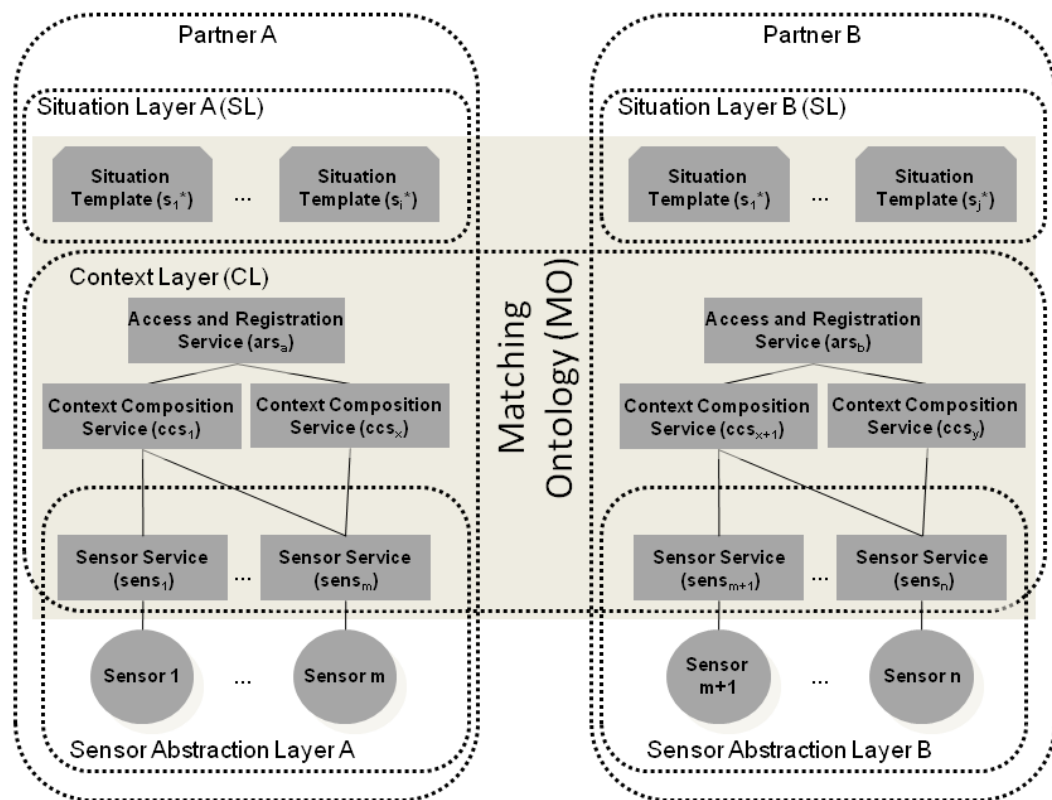 Partner A
Partner B
Situation Layer A (SL)
Situation Layer B (SL)
Situation
Template (s1*)
...
Situation
Template (si*)
Situation
Template (s1*)
...
Situation
Template (sj*)
Context Layer (CL)
Matching
Ontology (MO)
Access and Registration
Service (arsa)
Access and Registration
Service (arsb)
Context Composition
Service (ccs1)
Context Composition
Service (ccsx)
Context Composition
Service (ccsx+1)
Context Composition
Service (ccsy)
Sensor Service
(sens1)
...
Sensor Service
(sensm)
Sensor Service
(sensm+1)
...
Sensor Service
(sensn)
Sensor 1
...
Sensor m
Sensor
m+1
...
Sensor n
Sensor Abstraction Layer A
Sensor Abstraction Layer B